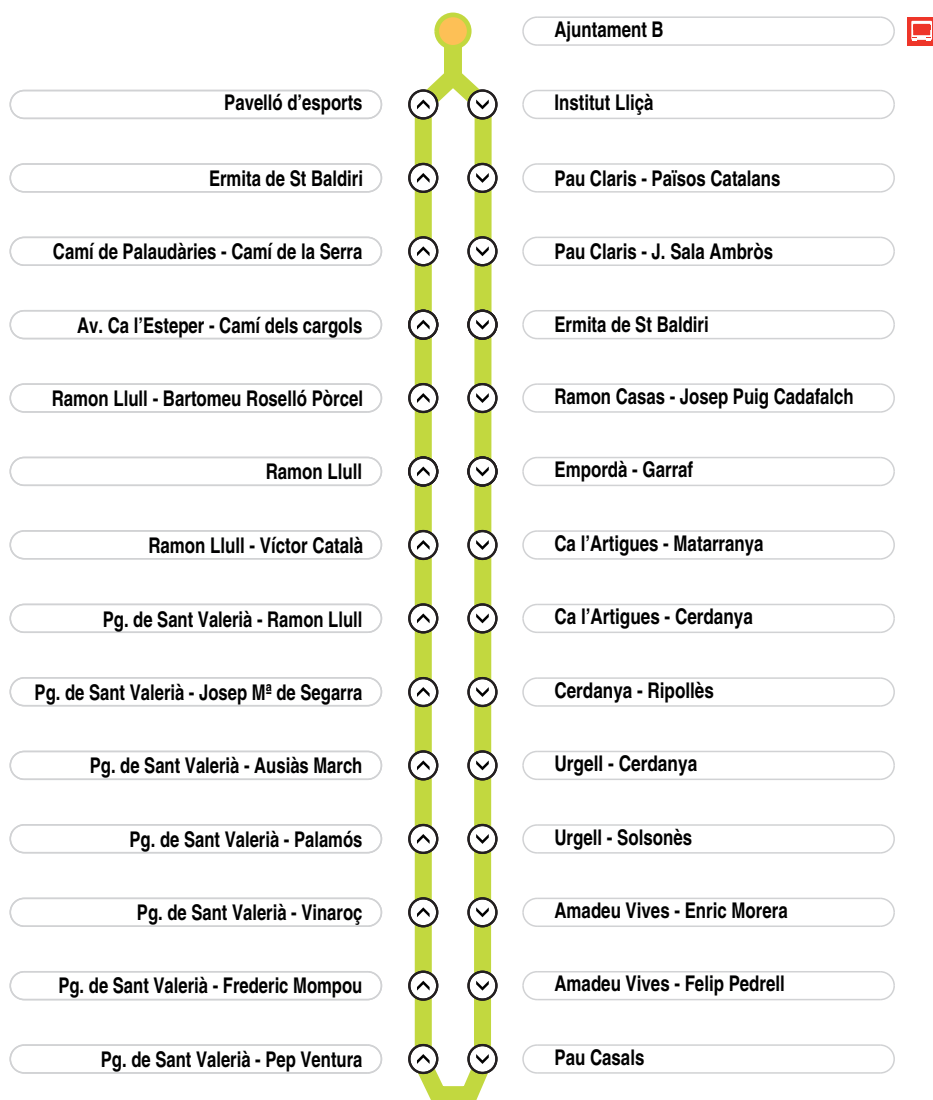 Ajuntament B
Pavelló d'esports
Institut Lliçà
Ermita de St Baldiri
Pau Claris - Països Catalans
Camí de Palaudàries - Camí de la Serra
Pau Claris - J. Sala Ambròs
Av. Ca l'Esteper - Camí dels cargols
Ermita de St Baldiri
Ramon Llull - Bartomeu Roselló Pòrcel
Ramon Casas - Josep Puig Cadafalch
Ramon Llull
Empordà - Garraf
Ramon Llull - Víctor Català
Ca l'Artigues - Matarranya
Pg. de Sant Valerià - Ramon Llull
Ca l'Artigues - Cerdanya
Pg. de Sant Valerià - Josep Mª de Segarra
Cerdanya - Ripollès
Pg. de Sant Valerià - Ausiàs March
Urgell - Cerdanya
Pg. de Sant Valerià - Palamós
Urgell - Solsonès
Pg. de Sant Valerià - Vinaroç
Amadeu Vives - Enric Morera
Pg. de Sant Valerià - Frederic Mompou
Amadeu Vives - Felip Pedrell
Pg. de Sant Valerià - Pep Ventura
Pau Casals